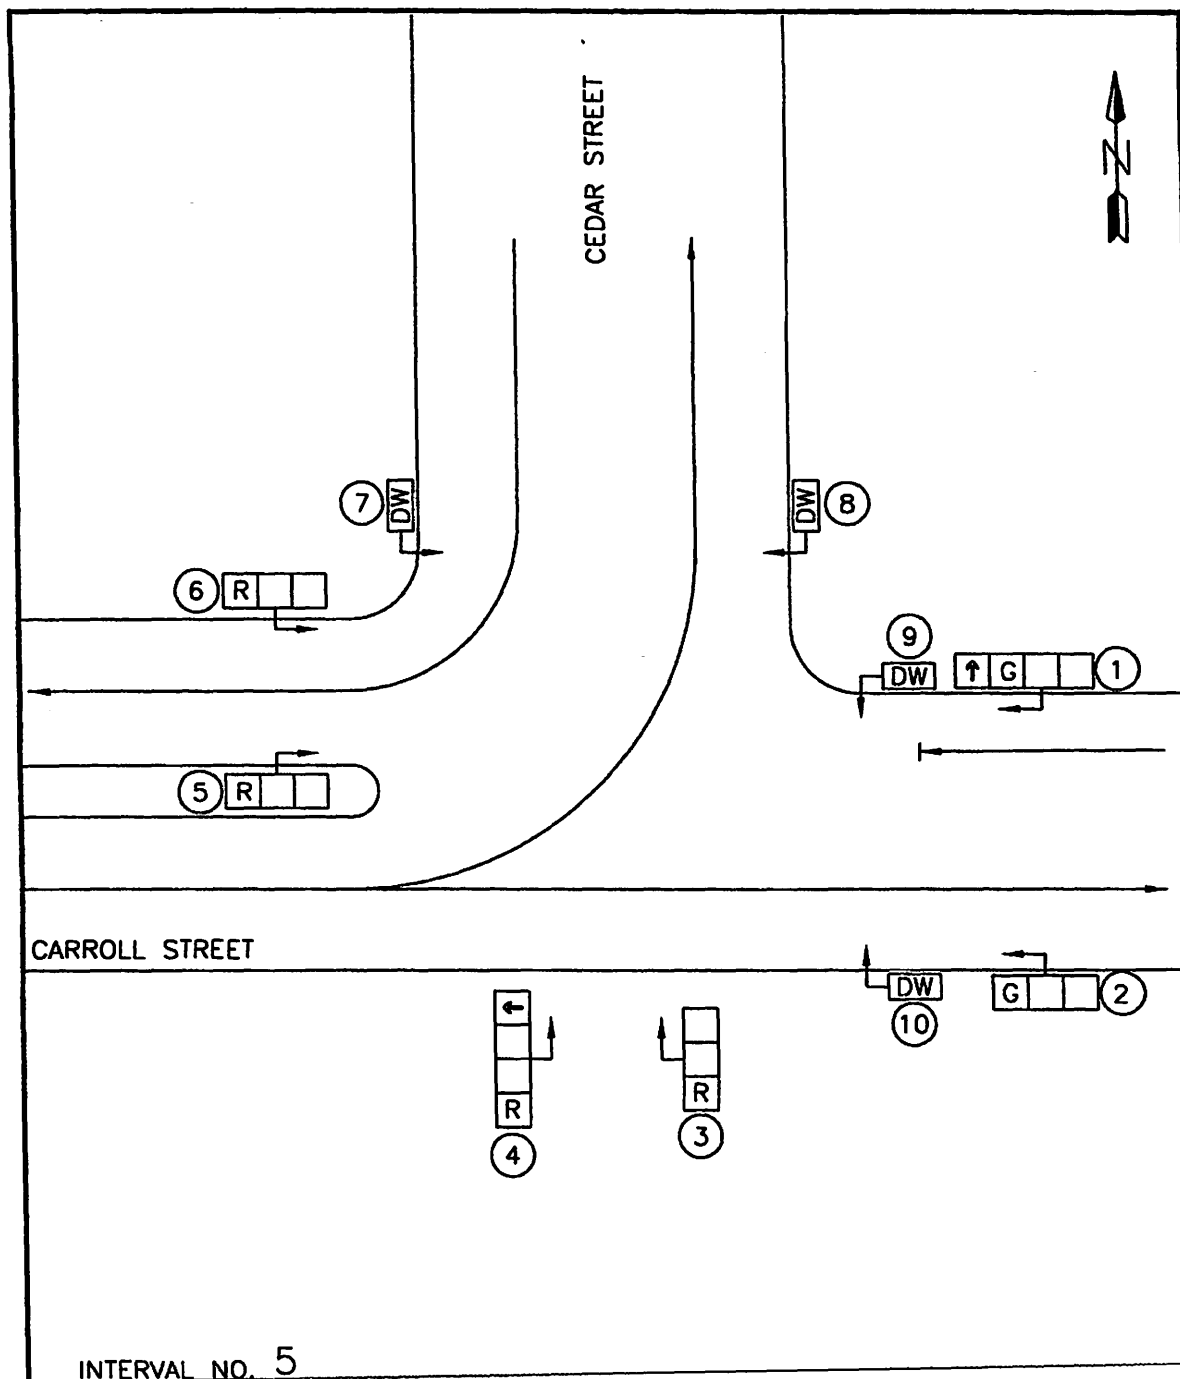 CEDAR STREET
N
7
DW
DW
8
6
R
9
DW
↑ G
1
5
R
CARROLL STREET
DW
10
G
2
←
R
4
R
3
INTERVAL NO. 5